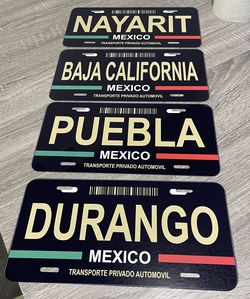 NAYARIT
MEXICO
TRANSPORTE PRIVADO AUTOMOVIL
BAJA CALIFORNIA
MEXICO
TRANSPORTE PRIVADO AUTOMOVIL
PUEBLA
MEXICO
TRANSPORTE PRIVADO AUTOMOVIL
DURANGO
MEXICO
TRANSPORTE PRIVADO AUTOMOVIL